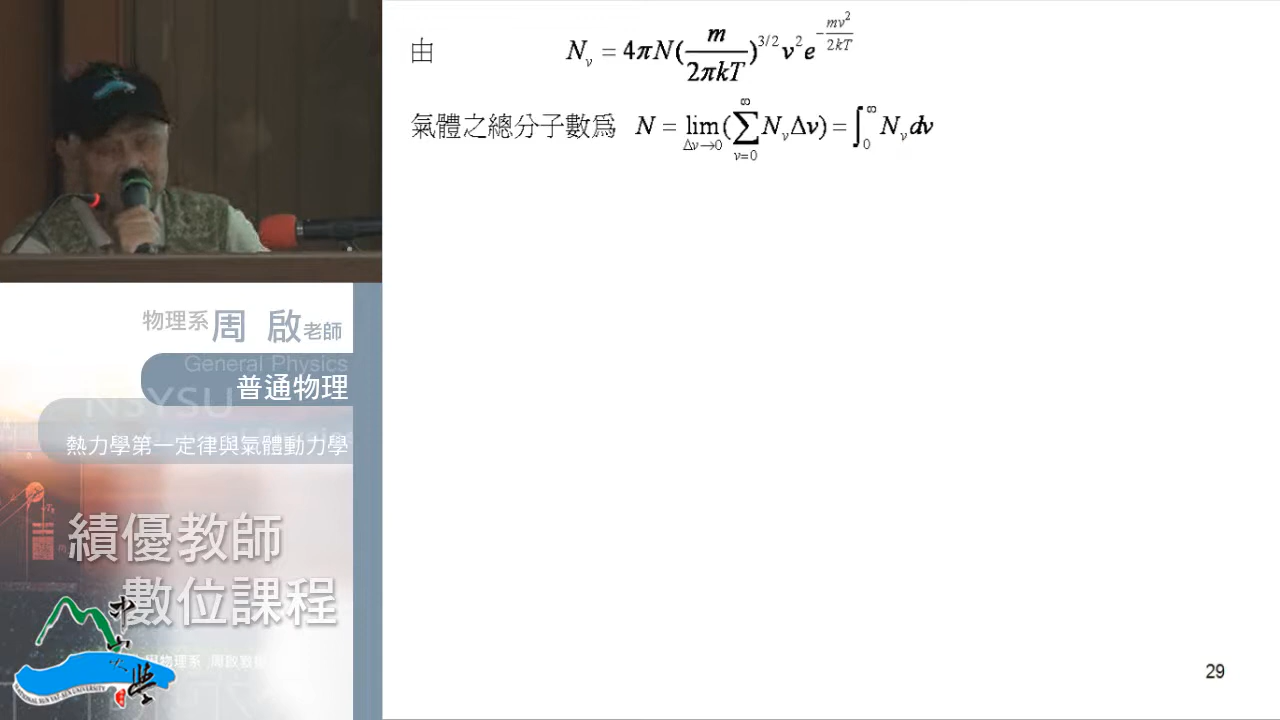 由 N_v = 4πN(m/2πkT)^{3/2} v² e^{-mv²/2kT}
氣體之總分子數爲 N = lim_{Δv→0}(∑_{v=0}^{∞} N_v Δv) = ∫_0^∞ N_v dv
物理系 周 啟 老師
General Physics
普通物理
NSYSU
熱力學第一定律與氣體動力學
績優教師
數位課程
29